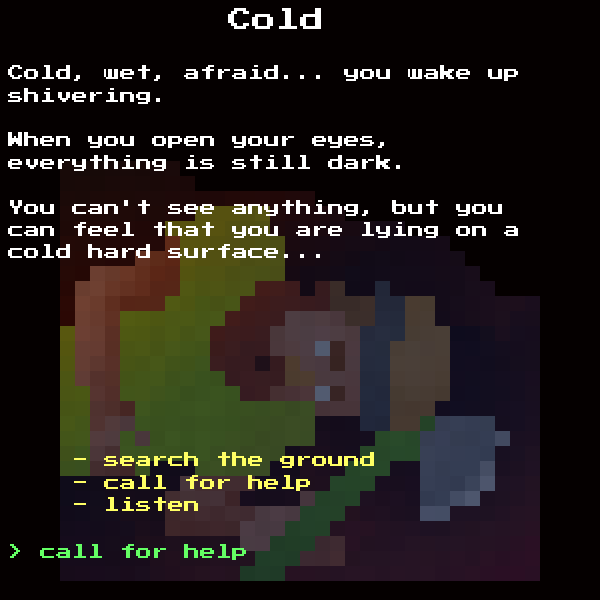 Cold
Cold, wet, afraid... you wake up
shivering.
When you open your eyes,
everything is still dark.
You can't see anything, but you
can feel that you are lying on a
cold hard surface...
- search the ground
- call for help
- listen
> call for help